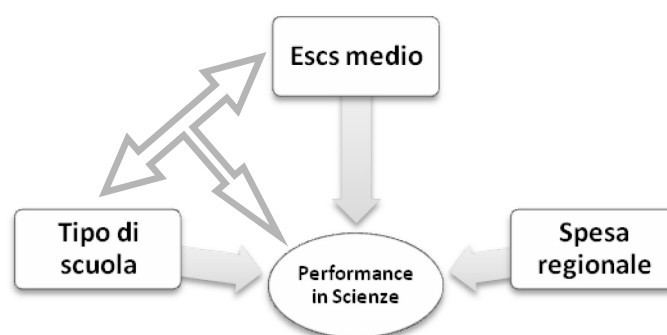 Escs medio
Tipo di
scuola
Performance
in Scienze
Spesa
regionale